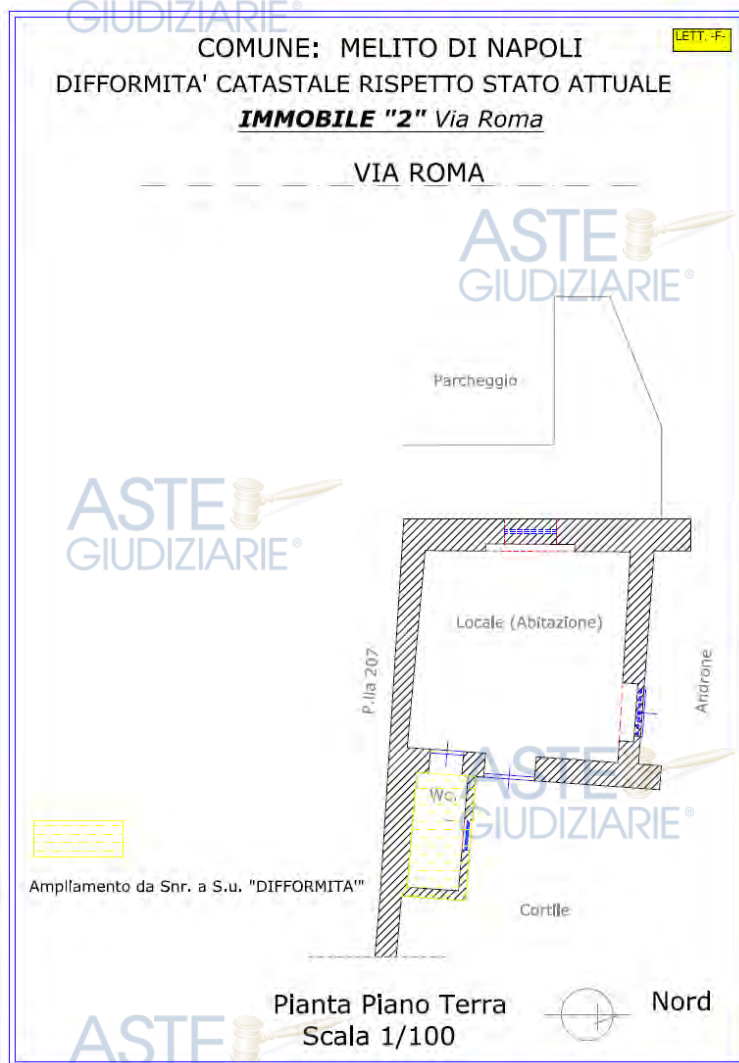 GIUDIZIARIE®
LETT. -F-
COMUNE: MELITO DI NAPOLI
DIFFORMITA' CATASTALE RISPETTO STATO ATTUALE
IMMOBILE "2" Via Roma
VIA ROMA
ASTE
GIUDIZIARIE®
Parcheggio
ASTE
GIUDIZIARIE®
Locale (Abitazione)
P.lla 207
Androne
ASTE
GIUDIZIARIE®
Wc.
Ampliamento da Snr. a S.u. "DIFFORMITA'"
Cortile
Pianta Piano Terra
Scala 1/100
Nord
ASTE